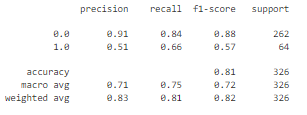 precision recall f1-score support
0.0 0.91 0.84 0.88 262
1.0 0.51 0.66 0.57 64
accuracy 0.81 326
macro avg 0.71 0.75 0.72 326
weighted avg 0.83 0.81 0.82 326